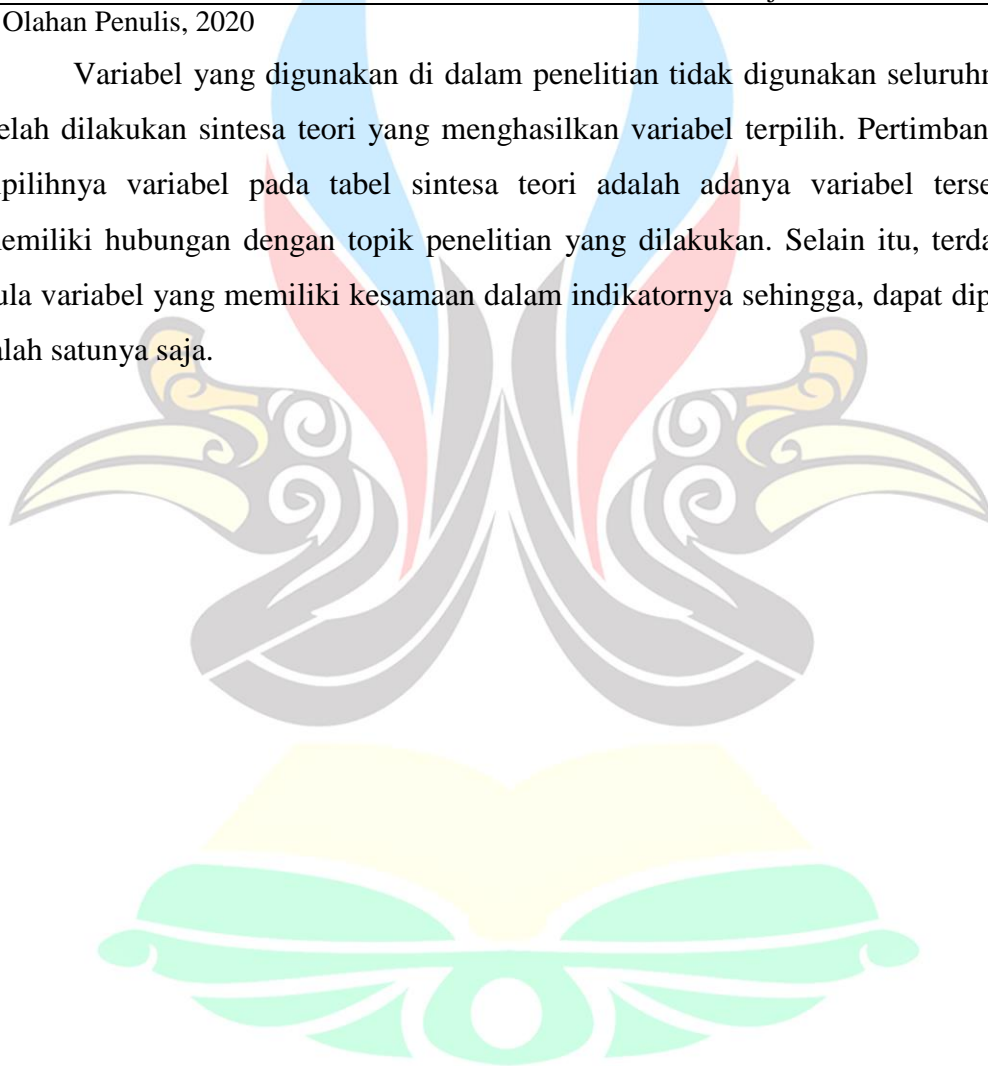 Olahan Penulis, 2020
Variabel yang digunakan di dalam penelitian tidak digunakan seluruhn
elah dilakukan sintesa teori yang menghasilkan variabel terpilih. Pertimban
pilihnya variabel pada tabel sintesa teori adalah adanya variabel terse
emiliki hubungan dengan topik penelitian yang dilakukan. Selain itu, terda
ula variabel yang memiliki kesamaan dalam indikatornya sehingga, dapat dip
alah satunya saja.